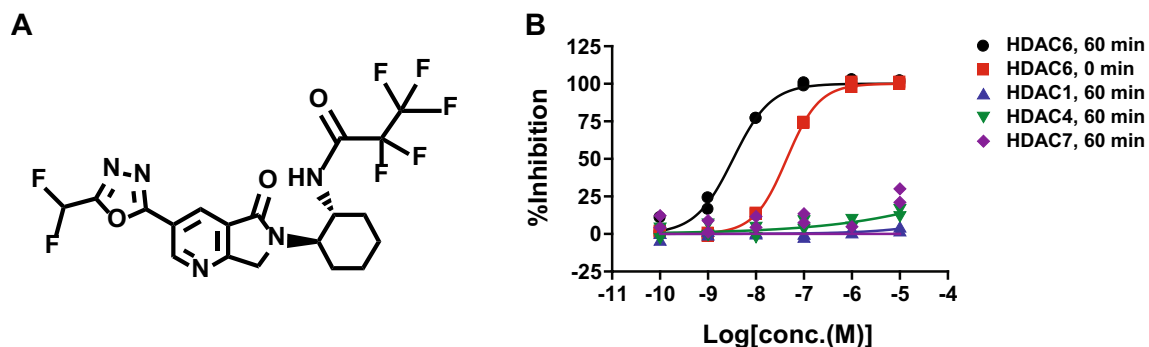 A
F
F
F
F
F
F
F
O
HN
O
N
N
N
O
N
B
%Inhibition
125
100
75
50
25
0
-25
-11
-10
-9
-8
-7
-6
-5
-4
Log[conc.(M)]
HDAC6, 60 min
HDAC6, 0 min
HDAC1, 60 min
HDAC4, 60 min
HDAC7, 60 min